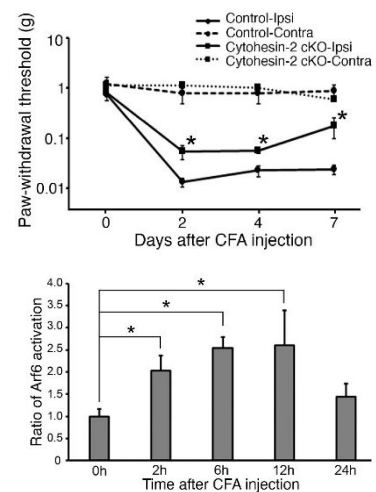 Control-Ipsi
Control-Contra
Cytohesin-2 cKO-Ipsi
Cytohesin-2 cKO-Contra
Paw-withdrawal threshold (g)
10
1
0.1
0.01
*
*
*
0
2
4
7
Days after CFA injection
Ratio of Arf6 activation
4.0
3.5
3.0
2.5
2.0
1.5
1.0
0.5
0
*
*
*
0h
2h
6h
12h
24h
Time after CFA injection